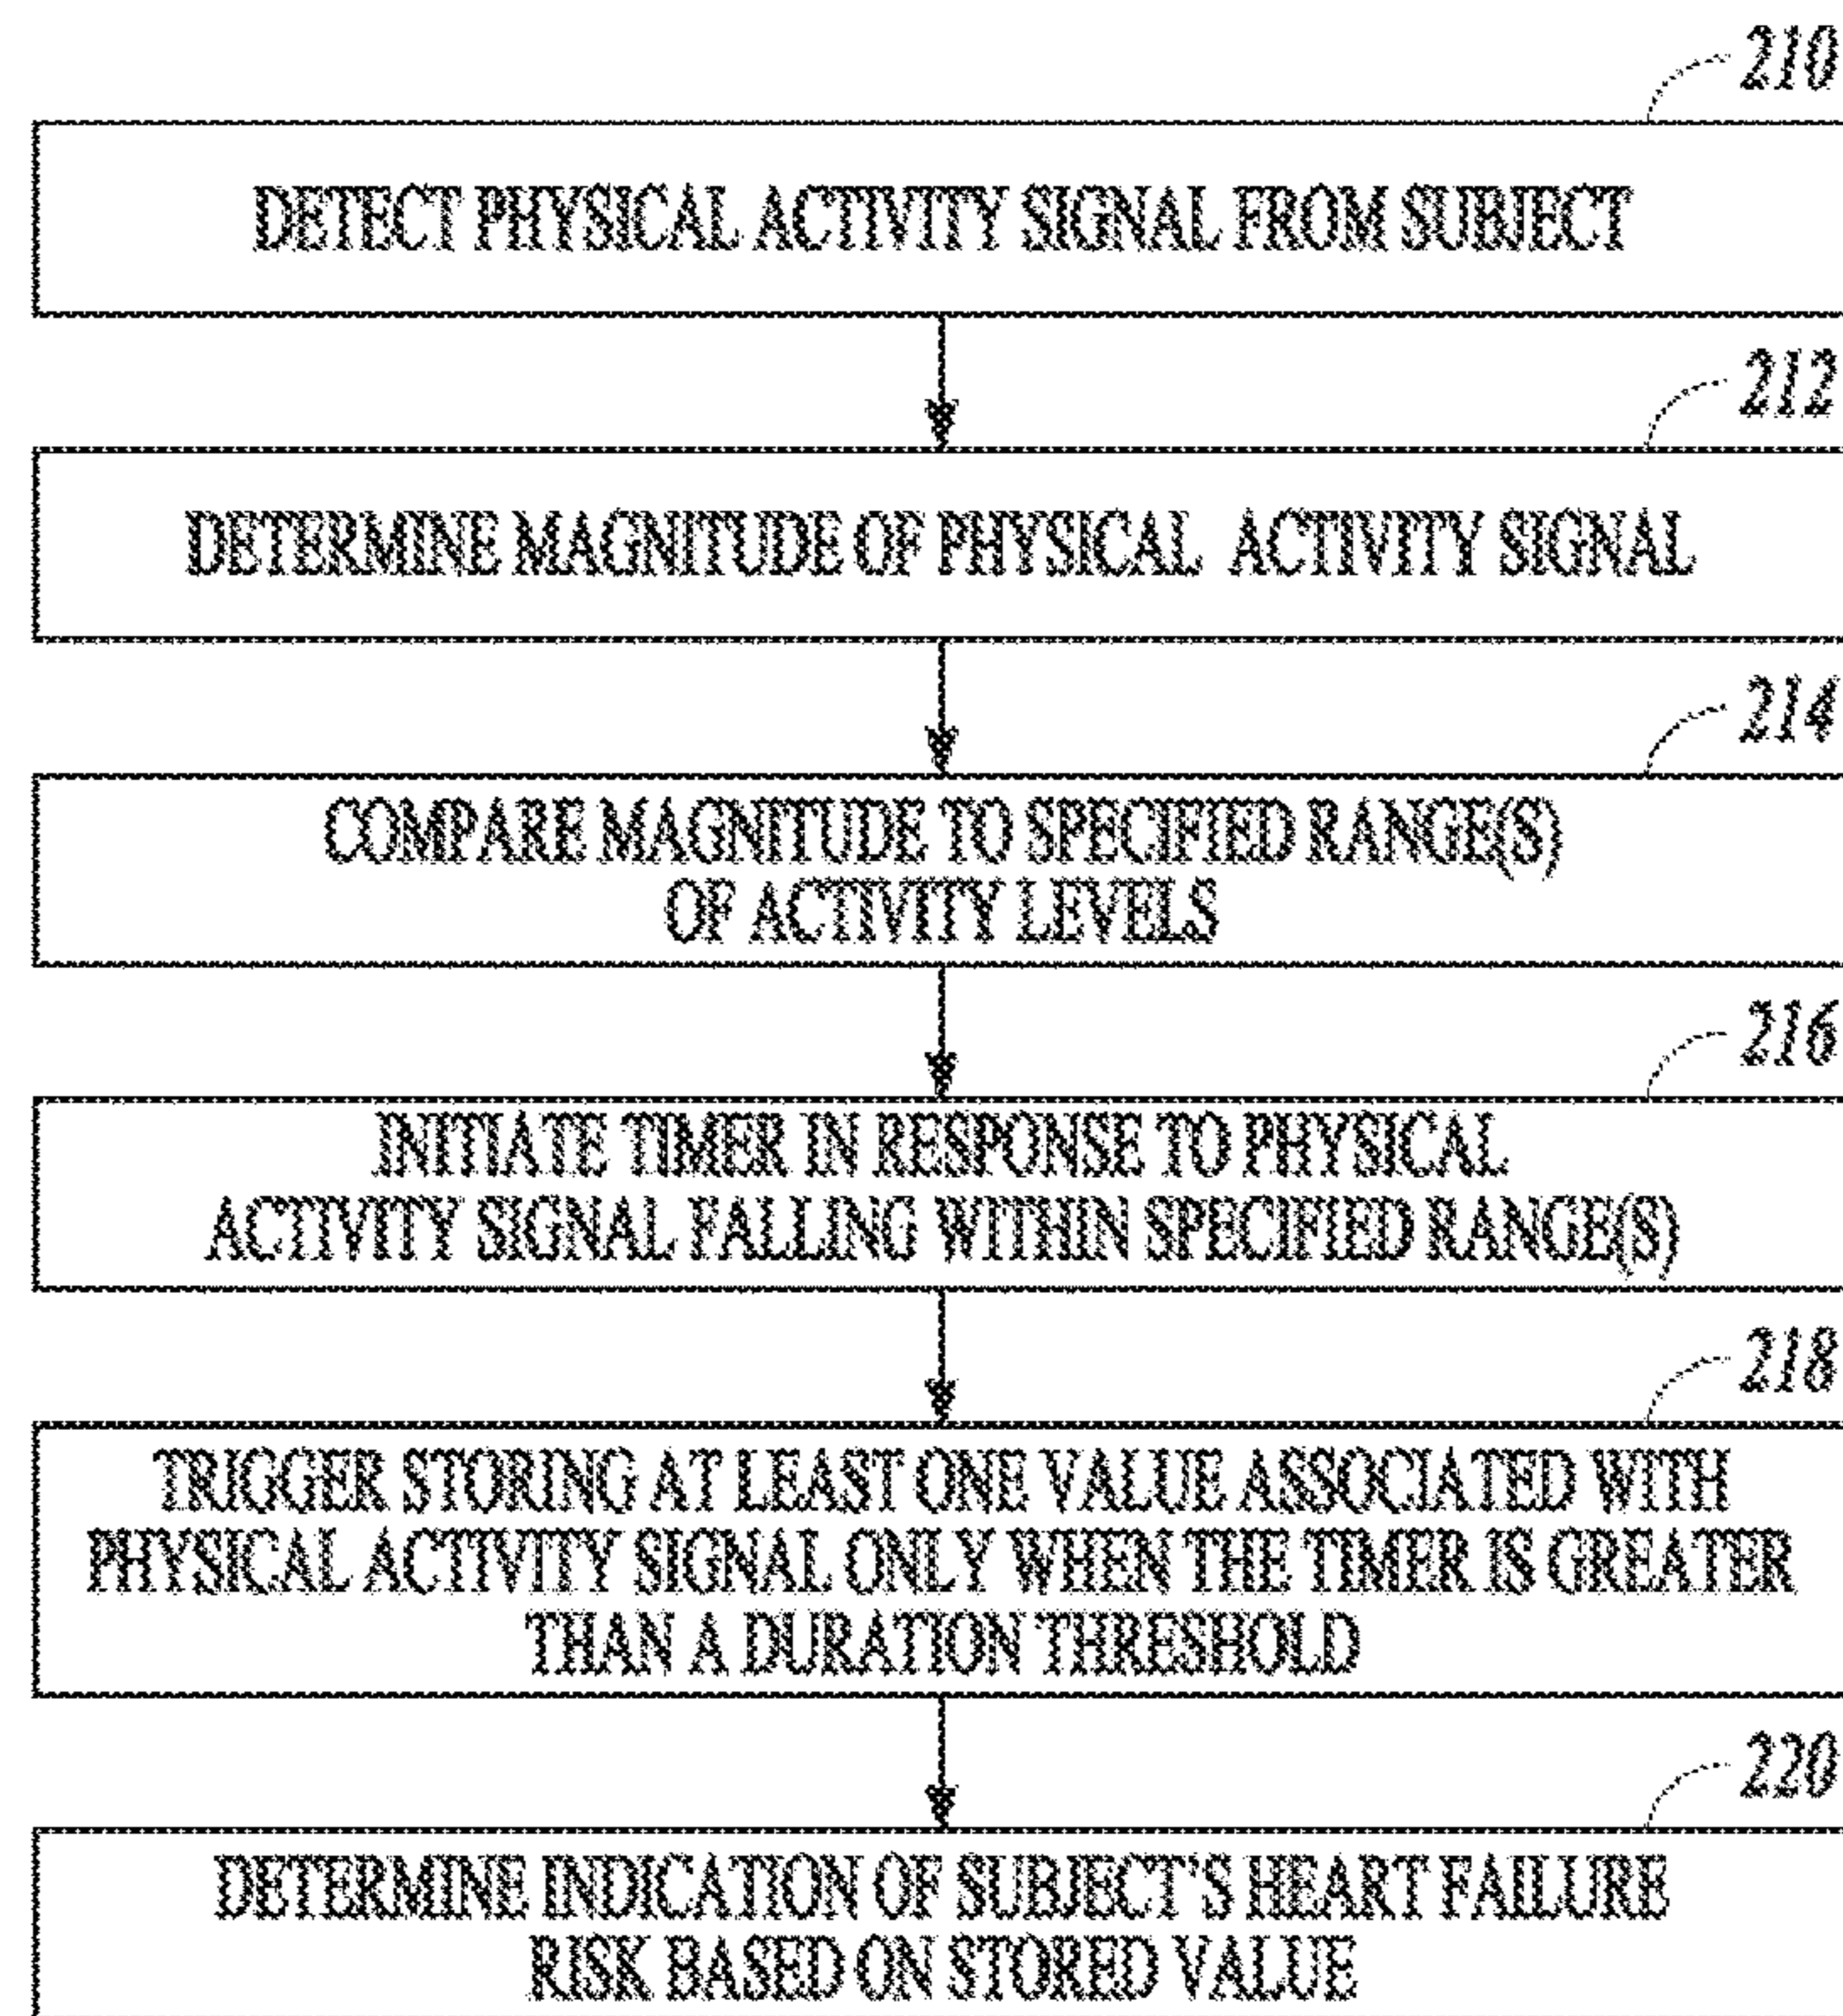 210
DETECT PHYSICAL ACTIVITY SIGNAL FROM SUBJECT
212
DETERMINE MAGNITUDE OF PHYSICAL ACTIVITY SIGNAL
214
COMPARE MAGNITUDE TO SPECIFIED RANGE(S)
OF ACTIVITY LEVELS
216
INITIATE TIMER IN RESPONSE TO PHYSICAL
ACTIVITY SIGNAL FALLING WITHIN SPECIFIED RANGE(S)
218
TRIGGER STORING AT LEAST ONE VALUE ASSOCIATED WITH
PHYSICAL ACTIVITY SIGNAL ONLY WHEN THE TIMER IS GREATER
THAN A DURATION THRESHOLD
220
DETERMINE INDICATION OF SUBJECT'S HEART FAILURE
RISK BASED ON STORED VALUE